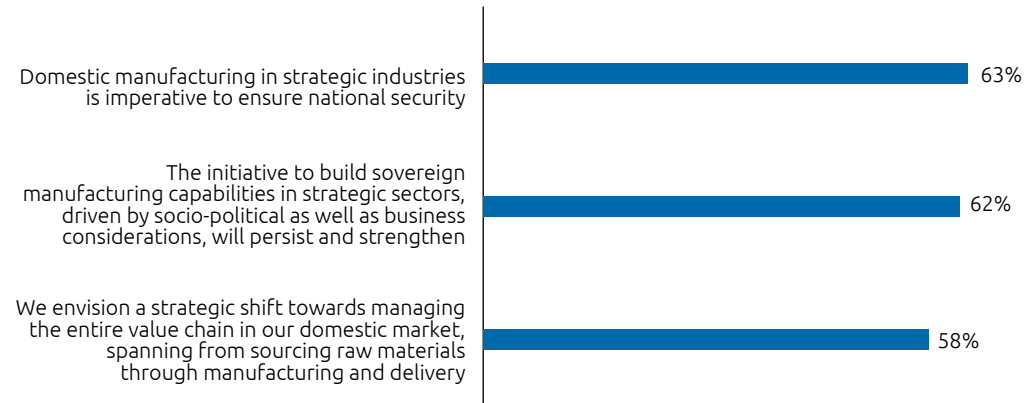 Domestic manufacturing in strategic industries
is imperative to ensure national security
63%
The initiative to build sovereign
manufacturing capabilities in strategic sectors,
driven by socio-political as well as business
considerations, will persist and strengthen
62%
We envision a strategic shift towards managing
the entire value chain in our domestic market,
spanning from sourcing raw materials
through manufacturing and delivery
58%